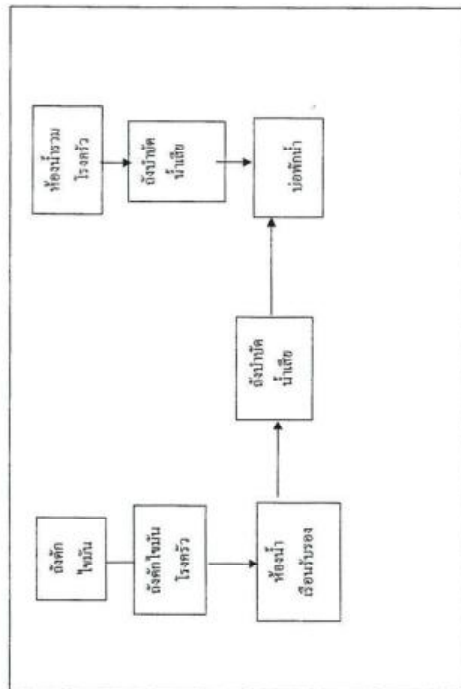 ห้องน้ำ
เรือนรับรอง
ถังดักไขมัน
โรงครัว
ถังดัก
ไขมัน
ถังบำบัด
น้ำเสีย
บ่อพักน้ำ
ถังบำบัด
น้ำเสีย
ห้องน้ำรวม
โรงครัว